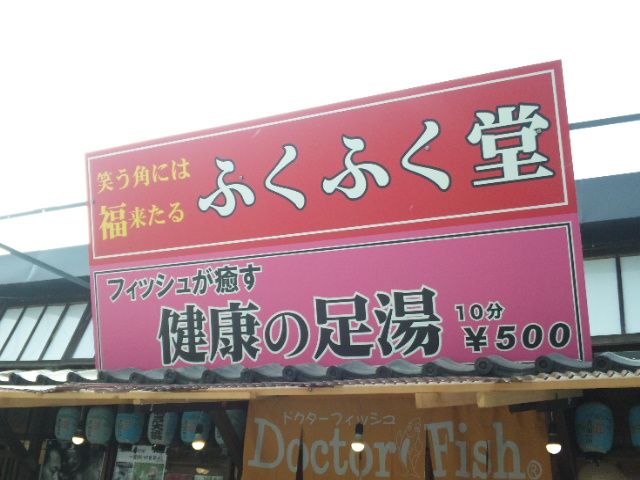 笑う角には
福来たる
ふくふく堂
フィッシュが癒す
健康の足湯
10分
¥500
ドクターフィッシュ
Doctor Fish®